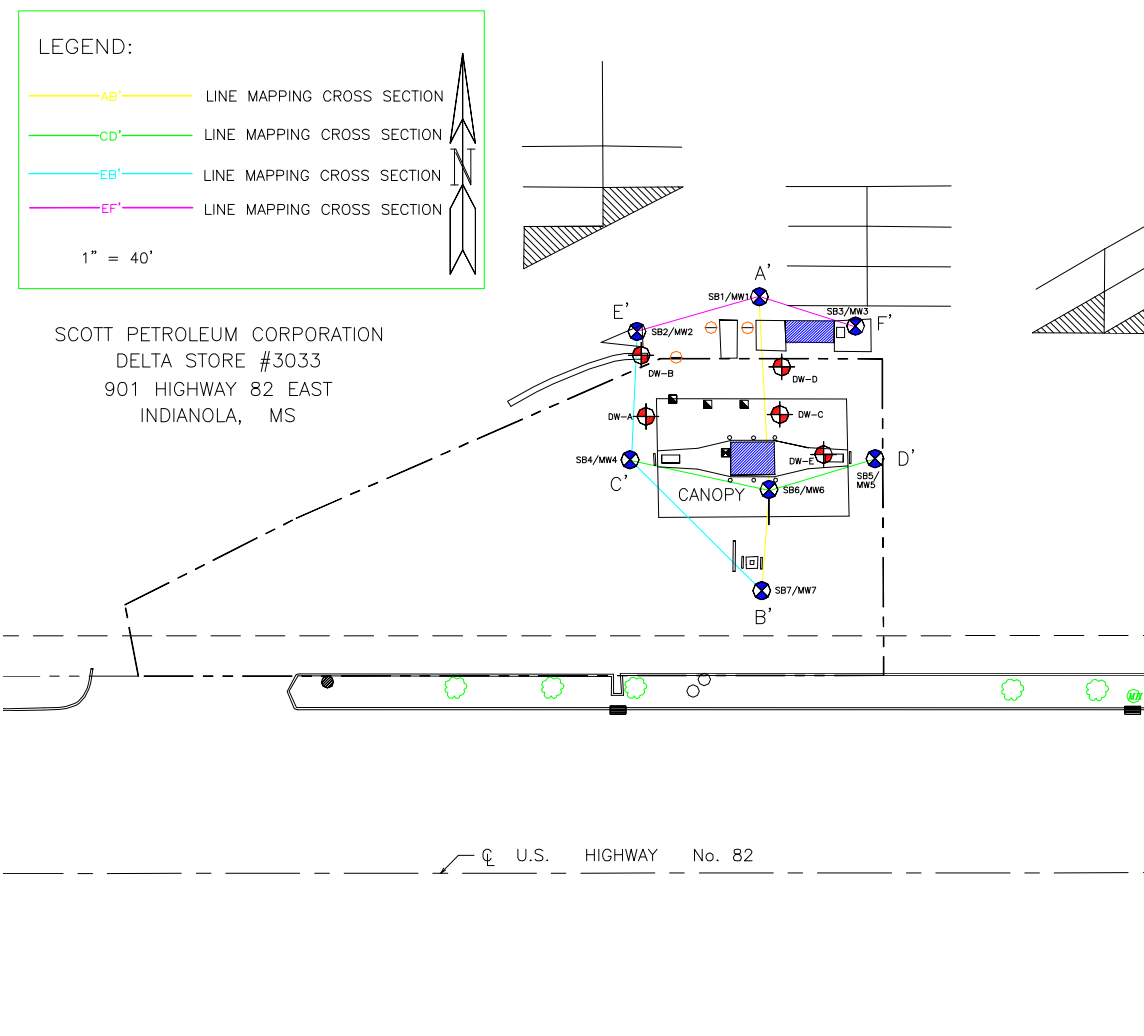 LEGEND:
AB' LINE MAPPING CROSS SECTION
CD' LINE MAPPING CROSS SECTION
EB' LINE MAPPING CROSS SECTION
EF' LINE MAPPING CROSS SECTION
N
1" = 40'
SCOTT PETROLEUM CORPORATION
DELTA STORE #3033
901 HIGHWAY 82 EAST
INDIANOLA, MS
A'
SB1/MW1
E'
SB2/MW2
SB3/MW3
F'
DW-B
DW-D
DW-A
DW-C
SB4/MW4
DW-E
D'
C'
SB5/
MW5
CANOPY
SB6/MW6
SB7/MW7
B'
℄ U.S. HIGHWAY No. 82